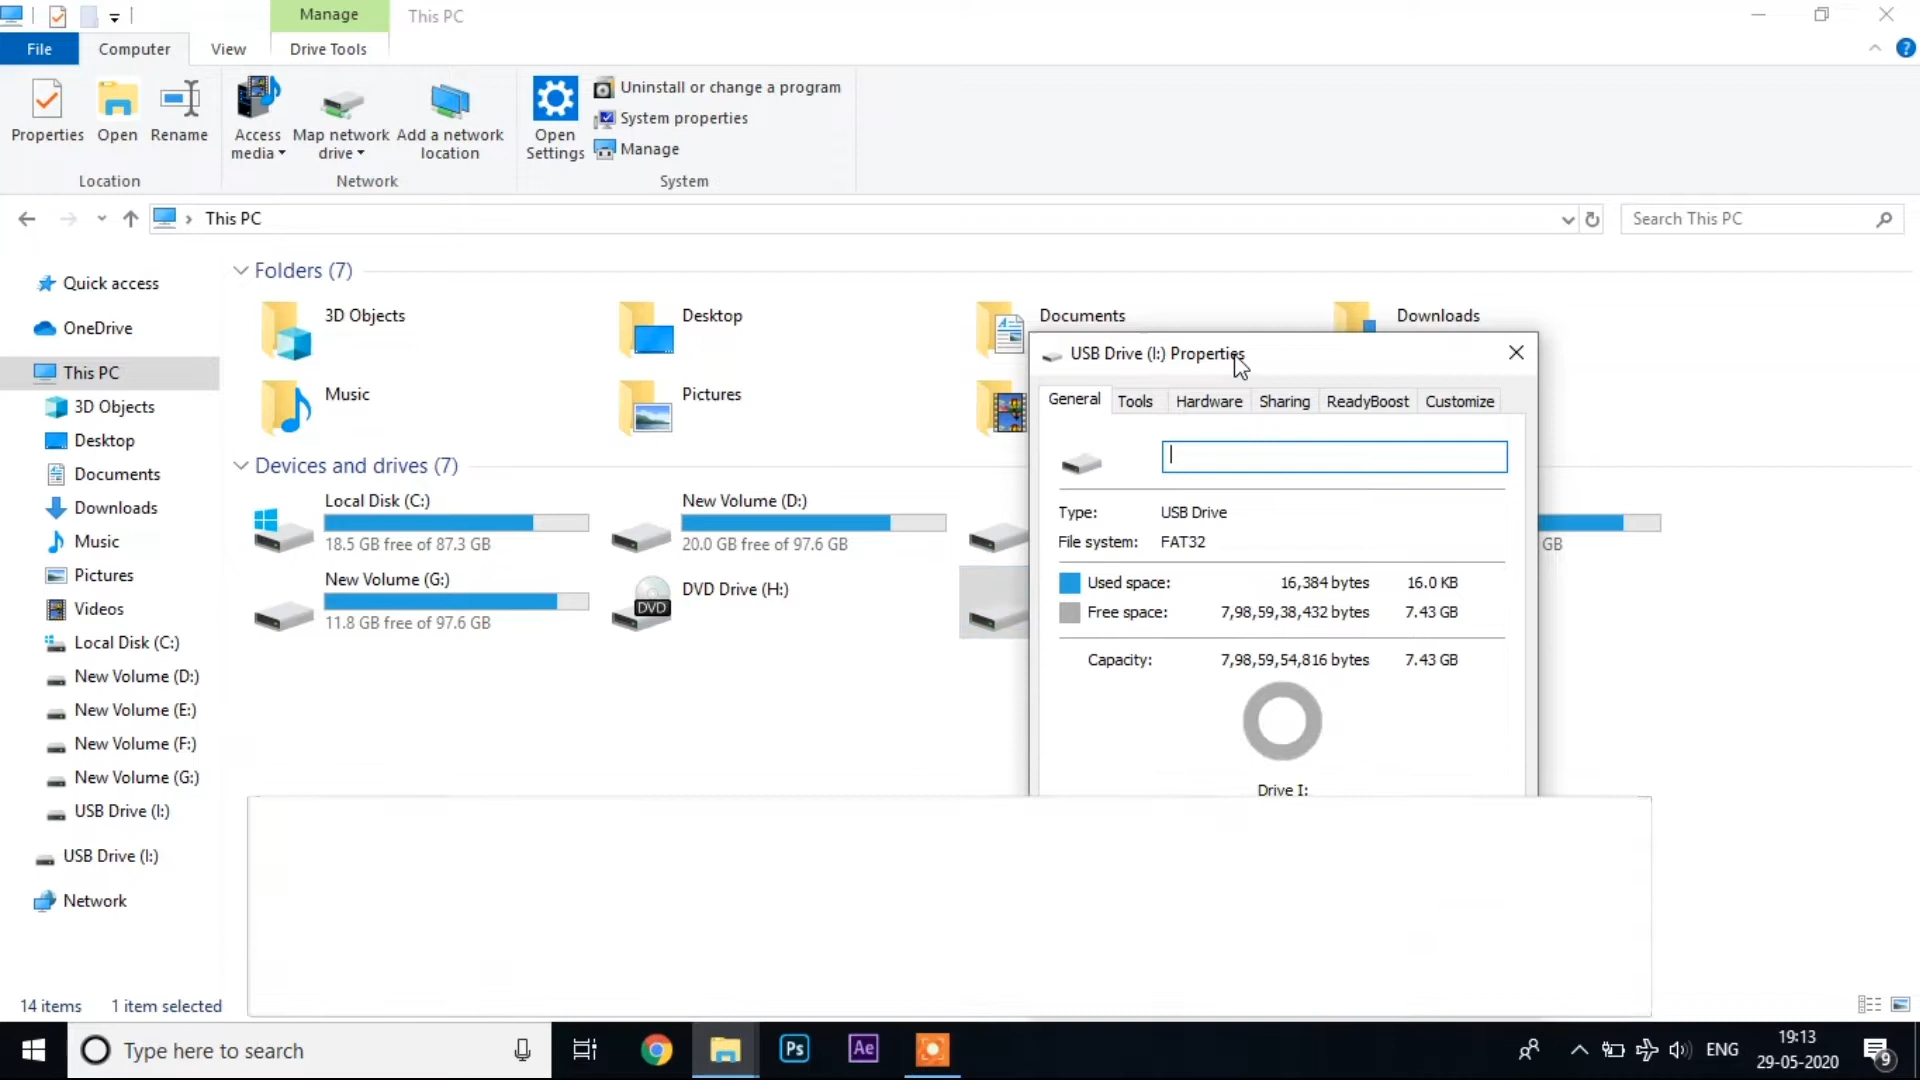 Manage
This PC
File
Computer
View
Drive Tools
Properties
Open
Rename
Access
media
Map network
drive
Add a network
location
Open
Settings
Uninstall or change a program
System properties
Manage
Location
Network
System
This PC
Search This PC
Quick access
OneDrive
This PC
3D Objects
Desktop
Documents
Downloads
Music
Pictures
Videos
Local Disk (C:)
New Volume (D:)
New Volume (E:)
New Volume (F:)
New Volume (G:)
USB Drive (I:)
USB Drive (I:)
Network
Folders (7)
3D Objects
Desktop
Documents
Downloads
Music
Pictures
Devices and drives (7)
Local Disk (C:)
18.5 GB free of 87.3 GB
New Volume (D:)
20.0 GB free of 97.6 GB
GB
New Volume (G:)
11.8 GB free of 97.6 GB
DVD
DVD Drive (H:)
USB Drive (I:) Properties
General
Tools
Hardware
Sharing
ReadyBoost
Customize
Type: USB Drive
File system: FAT32
Used space: 16,384 bytes 16.0 KB
Free space: 7,98,59,38,432 bytes 7.43 GB
Capacity: 7,98,59,54,816 bytes 7.43 GB
Drive I:
14 items 1 item selected
Type here to search
Ps
Ae
ENG
19:13
29-05-2020
9